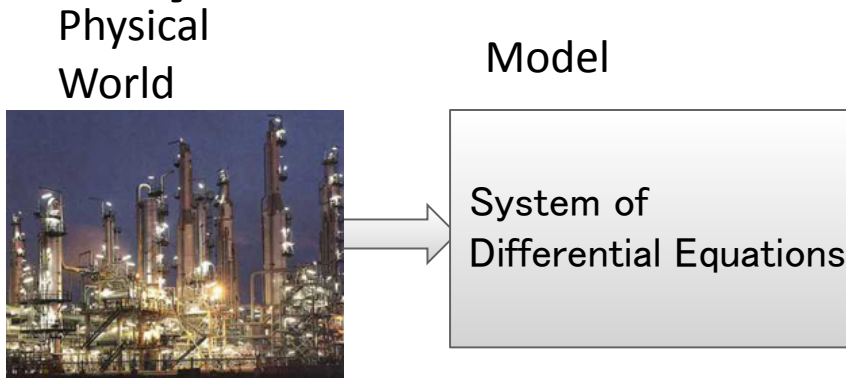 Physical
World
Model
System of
Differential Equations